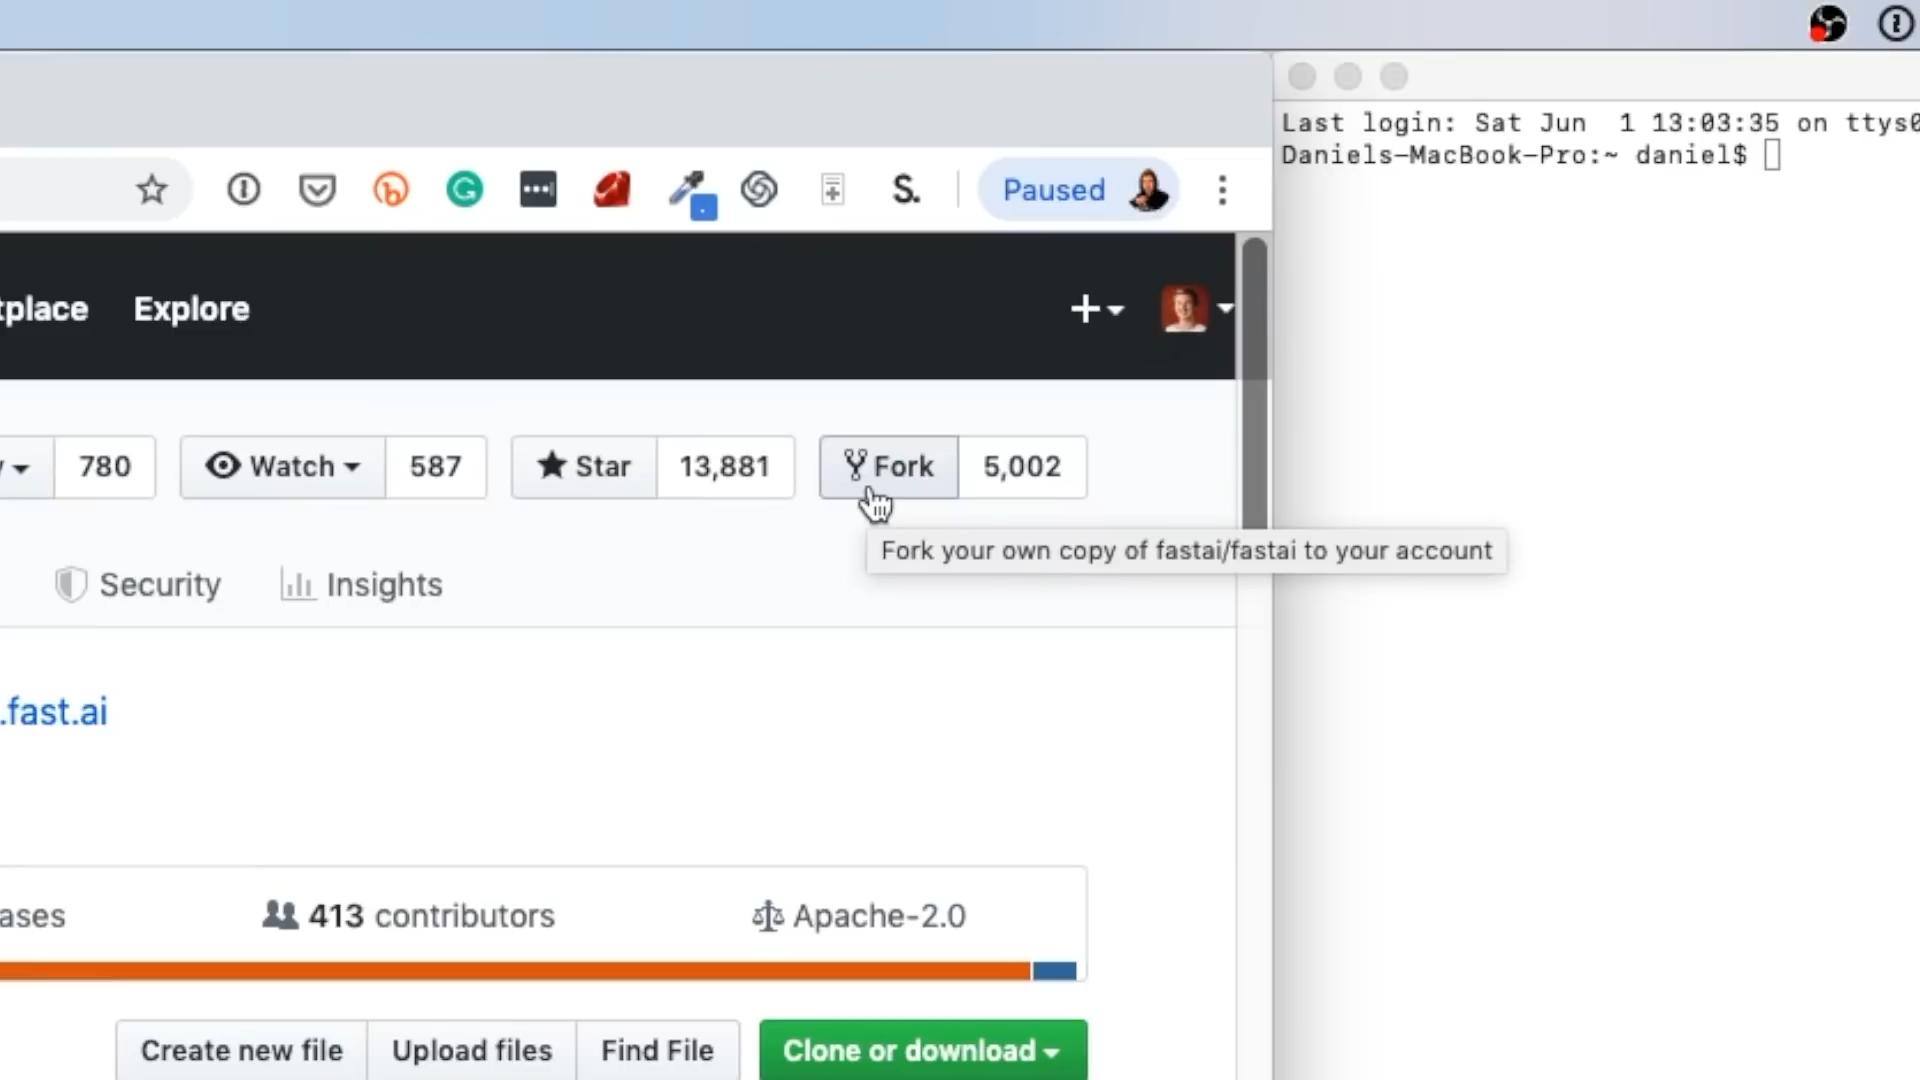 Last login: Sat Jun  1 13:03:35 on ttys
Daniels-MacBook-Pro:~ daniel$
S.
Paused
tplace
Explore
780
Watch
587
Star
13,881
Fork
5,002
Fork your own copy of fastai/fastai to your account
Security
Insights
.fast.ai
ases
413 contributors
Apache-2.0
Create new file
Upload files
Find File
Clone or download